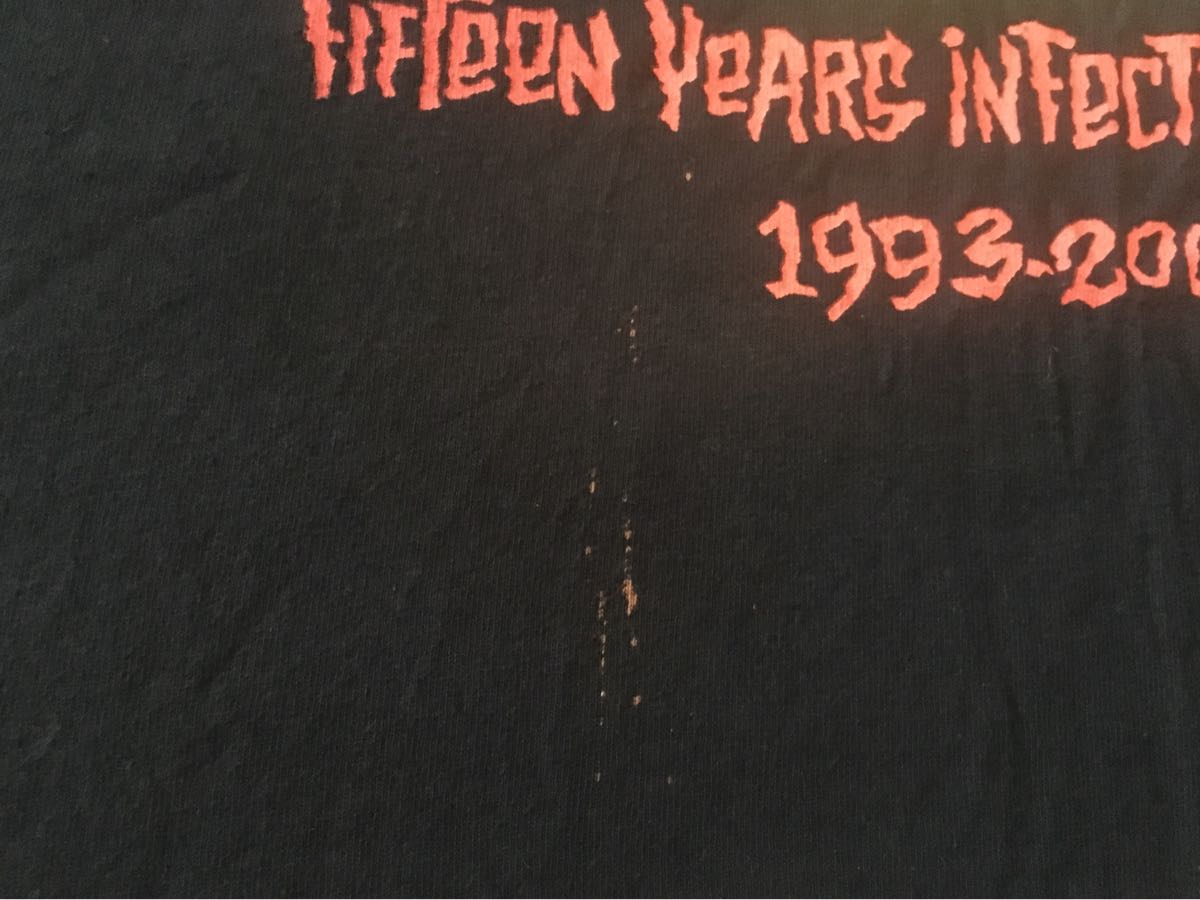 FIFTEEN YEARS INFECT
1993-200